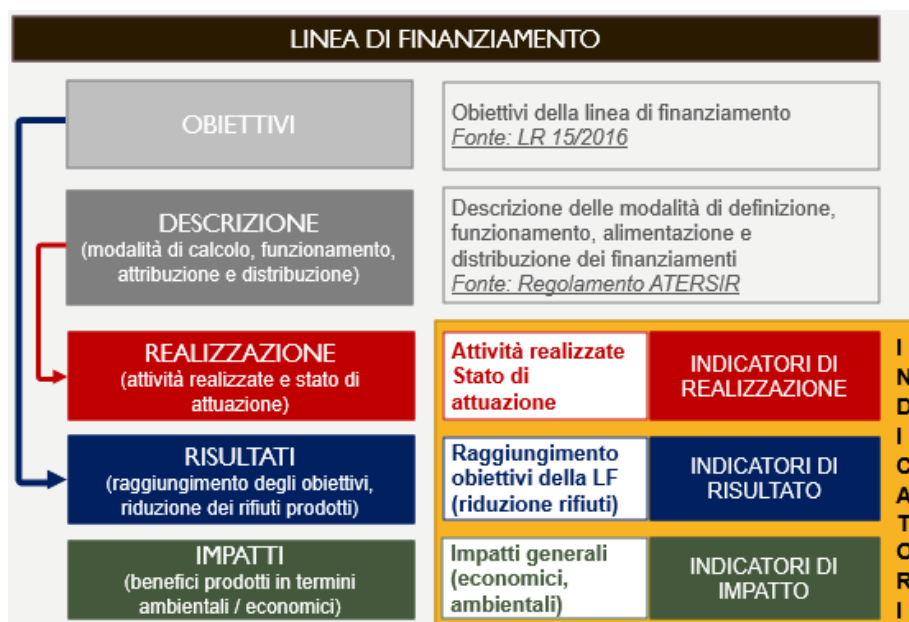 LINEA DI FINANZIAMENTO
OBIETTIVI
Obiettivi della linea di finanziamento
Fonte: LR 15/2016
DESCRIZIONE
(modalità di calcolo, funzionamento,
attribuzione e distribuzione)
Descrizione delle modalità di definizione,
funzionamento, alimentazione e
distribuzione dei finanziamenti
Fonte: Regolamento ATERSIR
REALIZZAZIONE
(attività realizzate e stato di
attuazione)
Attività realizzate
Stato di
attuazione
INDICATORI DI
REALIZZAZIONE
RISULTATI
(raggiungimento degli obiettivi,
riduzione dei rifiuti prodotti)
Raggiungimento
obiettivi della LF
(riduzione rifiuti)
INDICATORI DI
RISULTATO
IMPATTI
(benefici prodotti in termini
ambientali / economici)
Impatti generali
(economici,
ambientali)
INDICATORI DI
IMPATTO
INDICATORI